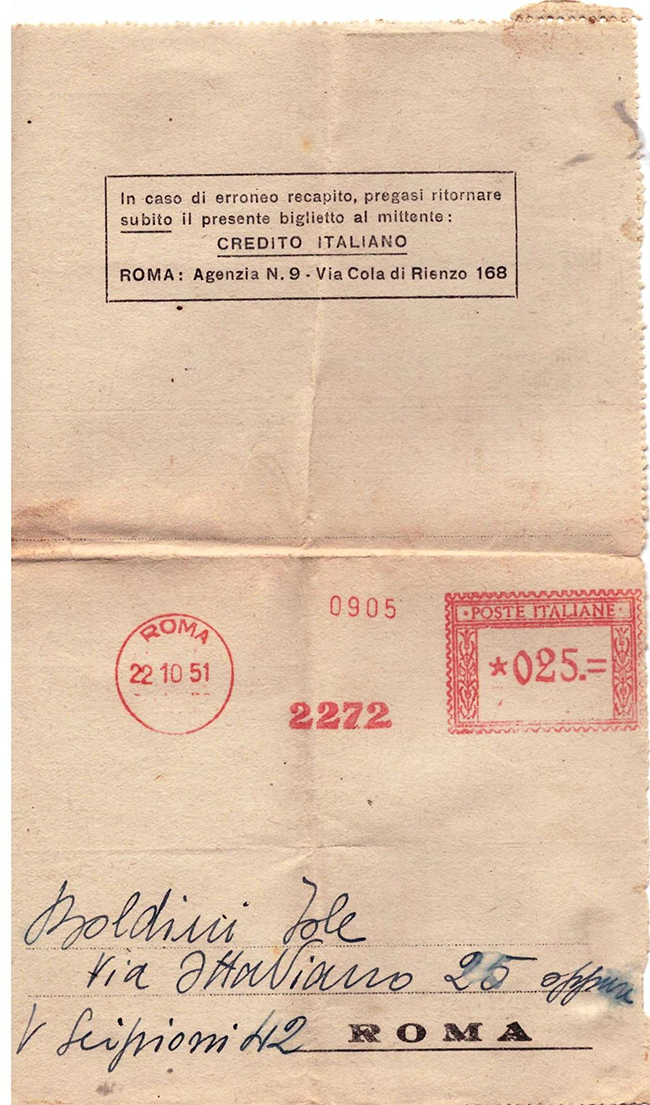 In caso di erroneo recapito, pregasi ritornare
subito il presente biglietto al mittente:
CREDITO ITALIANO
ROMA: Agenzia N. 9 - Via Cola di Rienzo 168
0905
POSTE ITALIANE
ROMA
22 10 51
*025.=
2272
Boldini Iole
Via Ottaviano 25 oppure
V Scipioni 42 ROMA